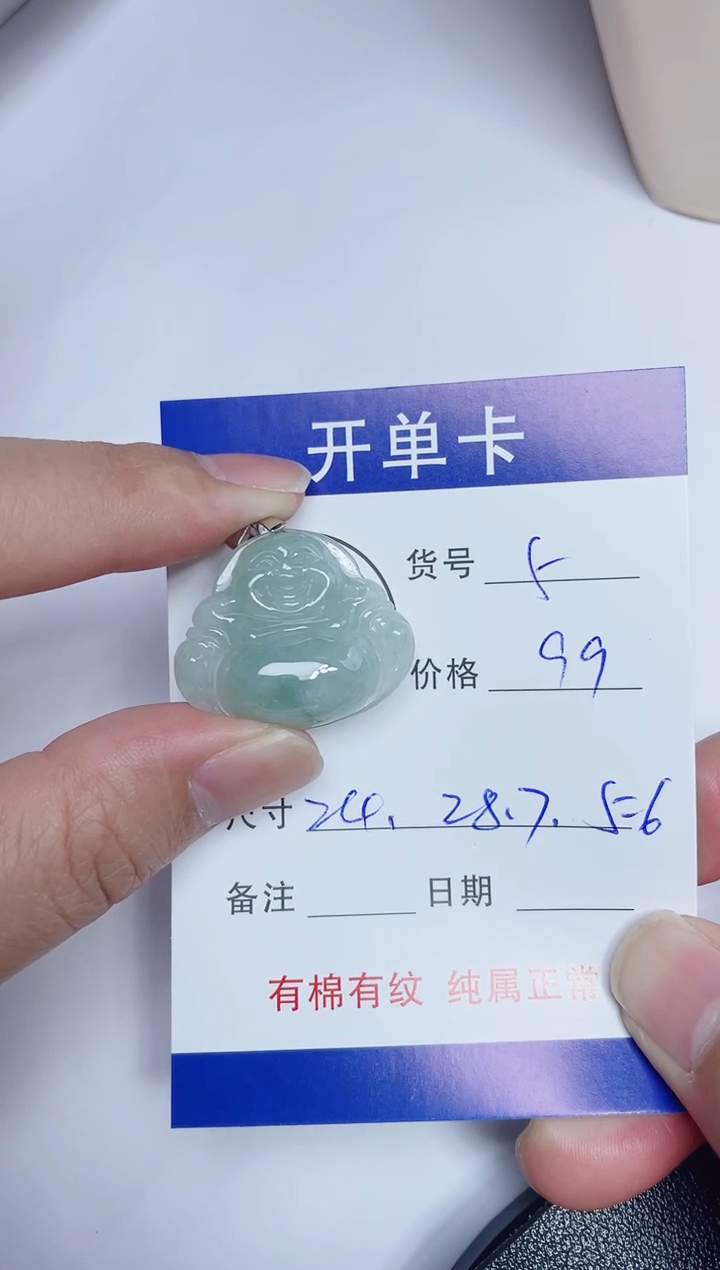 开单卡
货号 5
价格 99
尺寸 24. 28.7. 5=6
备注 日期
有棉有纹 纯属正常